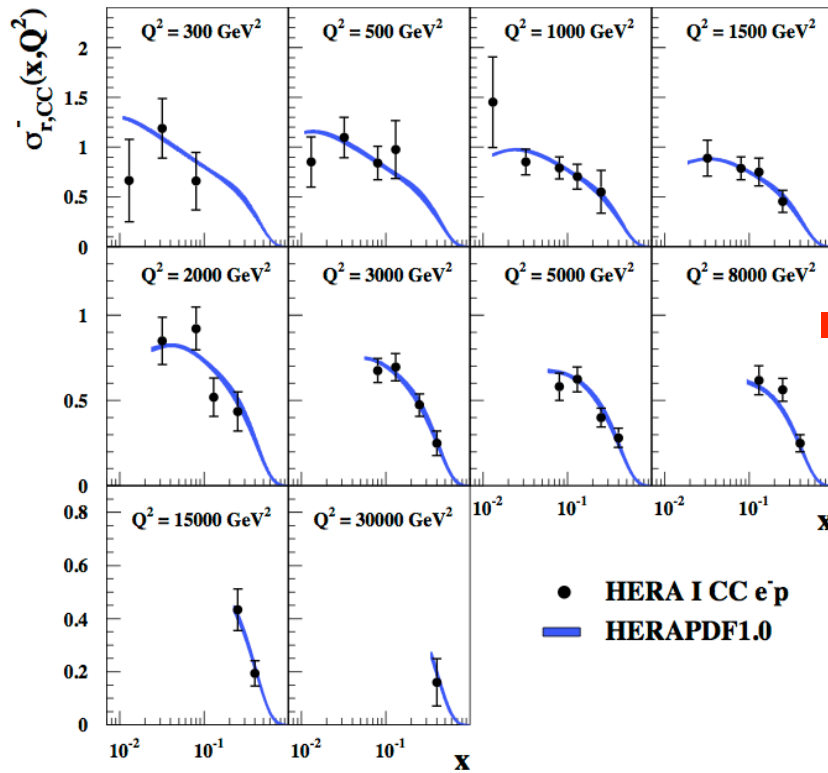 σ⁻r,CC(x,Q²)
Q² = 300 GeV²
Q² = 500 GeV²
Q² = 1000 GeV²
Q² = 1500 GeV²
2
1.5
1
0.5
0
Q² = 2000 GeV²
Q² = 3000 GeV²
Q² = 5000 GeV²
Q² = 8000 GeV²
1
0.5
0
10⁻² 10⁻¹ 10⁻² 10⁻¹ x
Q² = 15000 GeV²
Q² = 30000 GeV²
0.8
0.6
0.4
0.2
0
10⁻² 10⁻¹ 10⁻² 10⁻¹ x
HERA I CC e⁻p
HERAPDF1.0